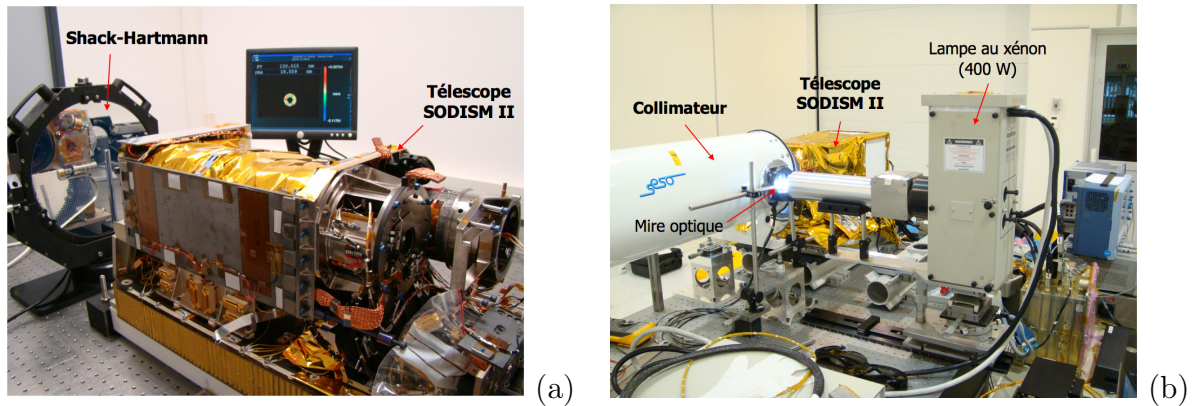 Shack-Hartmann
Télescope
SODISM II
(a)
Lampe au xénon
(400 W)
Télescope
SODISM II
Collimateur
seso
Mire optique
(b)